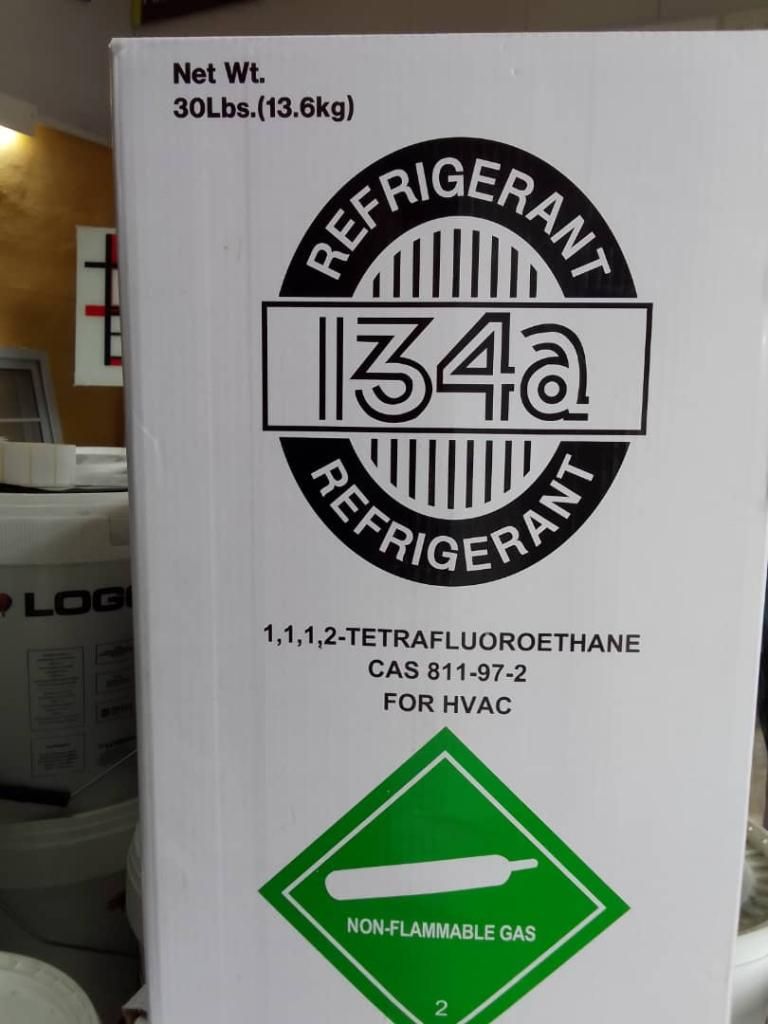 Net Wt.
30Lbs.(13.6kg)
REFRIGERANT
134a
REFRIGERANT
1,1,1,2-TETRAFLUOROETHANE
CAS 811-97-2
FOR HVAC
NON-FLAMMABLE GAS
2